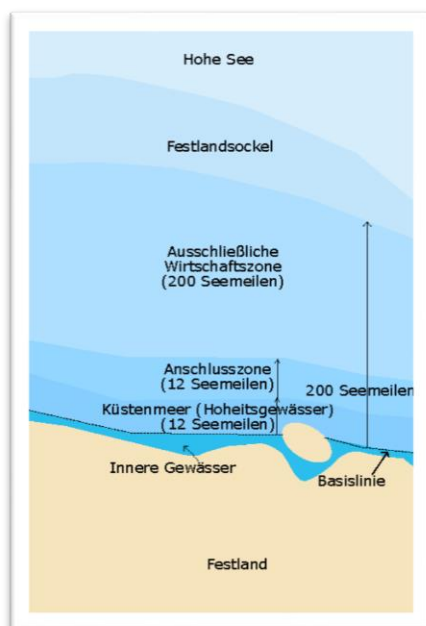 Hohe See
Festlandsockel
Ausschließliche
Wirtschaftszone
(200 Seemeilen)
Anschlusszone
(12 Seemeilen)
200 Seemeilen
Küstenmeer (Hoheitsgewässer)
(12 Seemeilen)
Innere Gewässer
Basislinie
Festland